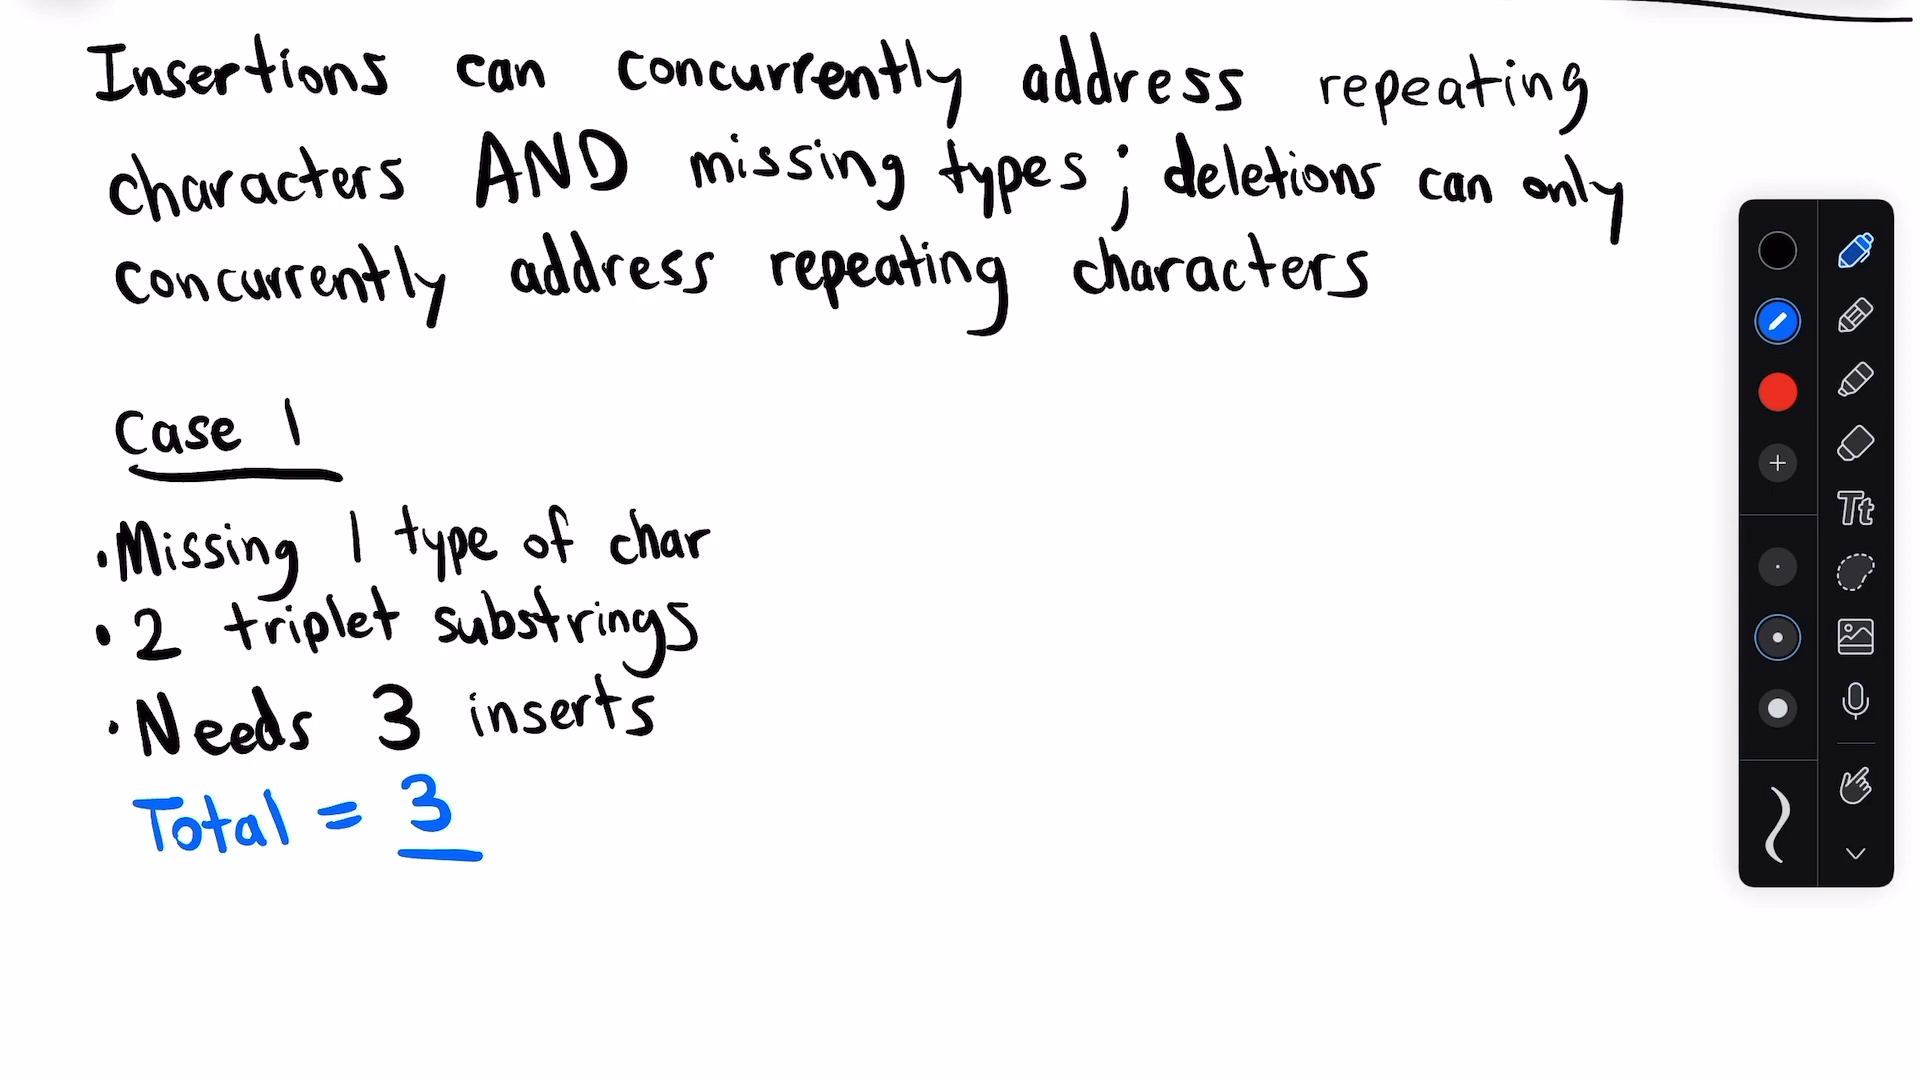 Insertions can concurrently address repeating
characters AND missing types; deletions can only
concurrently address repeating characters
Case 1
• Missing 1 type of char
• 2 triplet substrings
• Needs 3 inserts
Total = 3
Tt